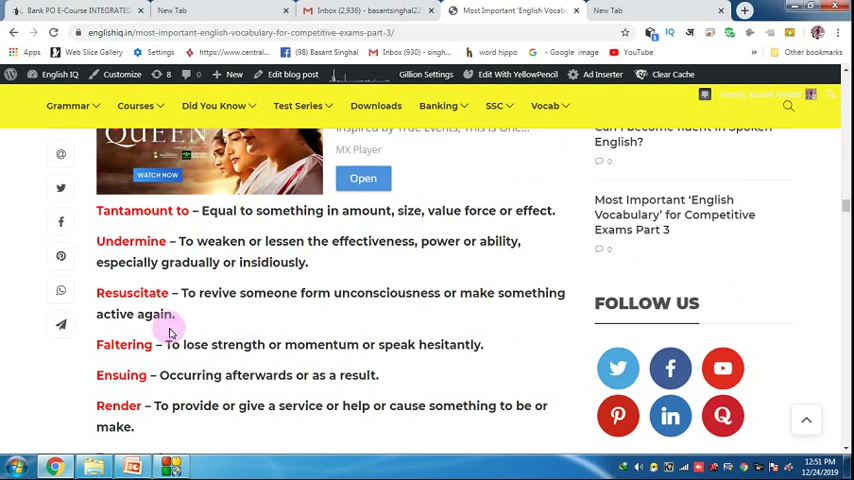 Bank PO E-Course INTEGRATED
New Tab
Inbox (2,936) - basantsinghal22
Most Important 'English Vocab
New Tab
englishiq.in/most-important-english-vocabulary-for-competitive-exams-part-3/
Apps
Web Slice Gallery
Settings
https://www.central...
(98) Basant Singhal
Inbox (930) - singh...
word hippo
G - Google image
YouTube
Other bookmarks
English IQ
Customize
8
0
New
Edit blog post
Gillion Settings
Edit With YellowPencil
Ad Inserter
Clear Cache
Grammar
Courses
Did You Know
Test Series
Downloads
Banking
SSC
Vocab
QUEEN
WATCH NOW
Inspired by True Events, This is One...
MX Player
Open
Can I become fluent in Spoken
English?
0
Most Important 'English
Vocabulary' for Competitive
Exams Part 3
0
FOLLOW US
Tantamount to – Equal to something in amount, size, value force or effect.
Undermine – To weaken or lessen the effectiveness, power or ability,
especially gradually or insidiously.
Resuscitate – To revive someone form unconsciousness or make something
active again.
Faltering – To lose strength or momentum or speak hesitantly.
Ensuing – Occurring afterwards or as a result.
Render – To provide or give a service or help or cause something to be or
make.
12:51 PM
12/24/2019